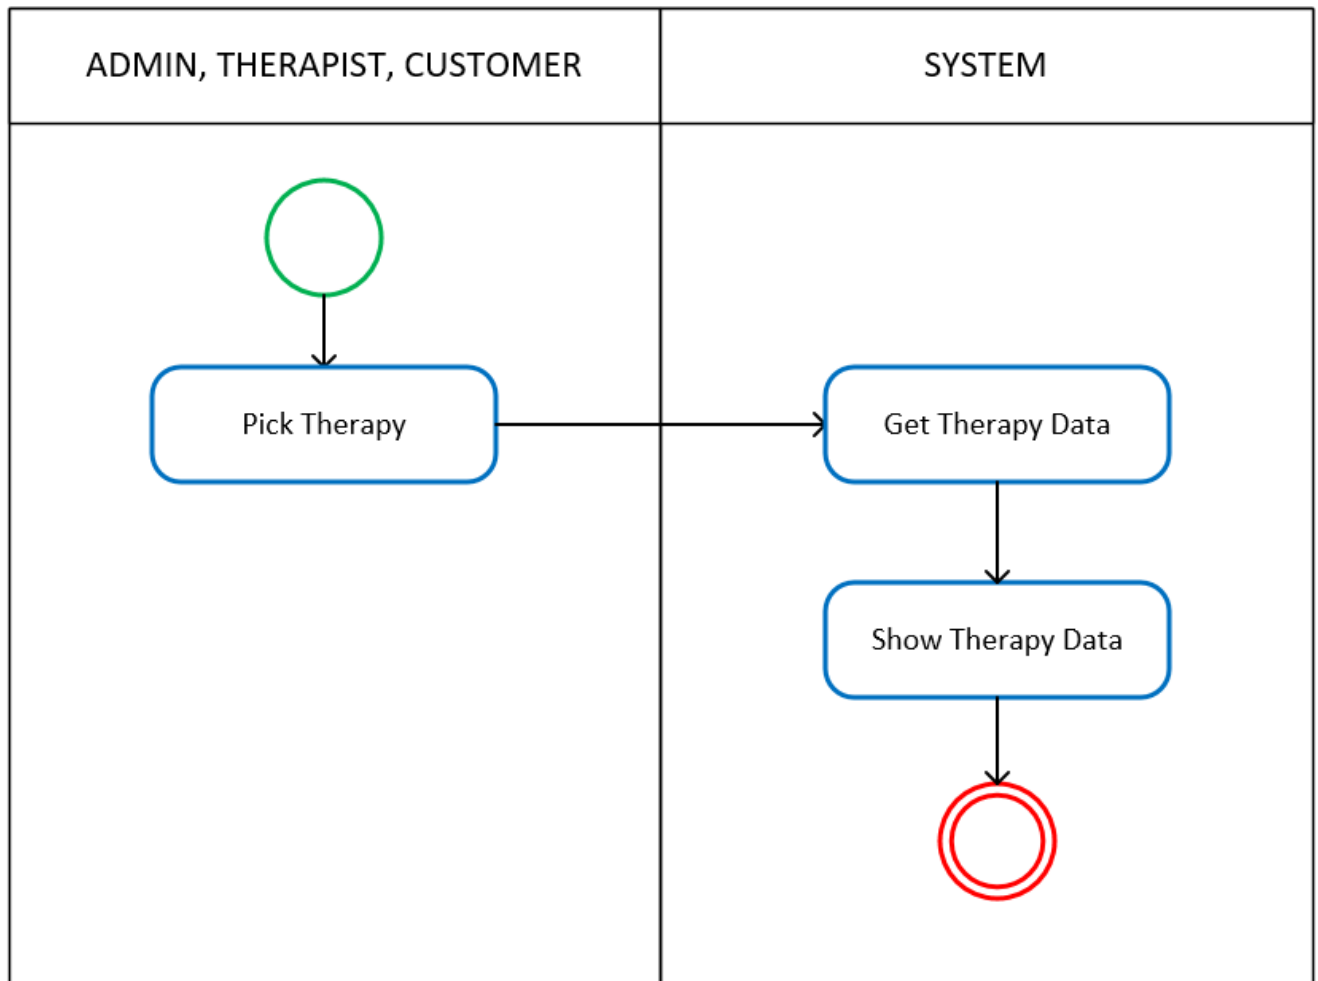 ADMIN, THERAPIST, CUSTOMER
SYSTEM
Pick Therapy
Get Therapy Data
Show Therapy Data